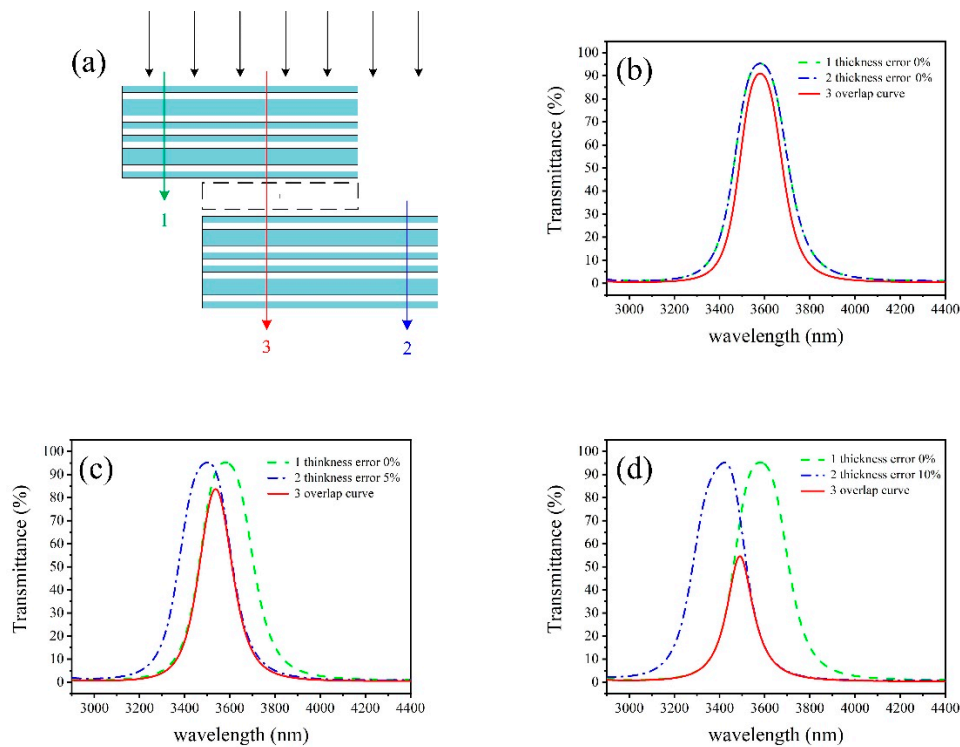 (a)
1
3
2
(b)
1 thickness error 0%
2 thickness error 0%
3 overlap curve
Transmittance (%)
100
95
90
80
70
60
50
40
30
20
10
0
3000 3200 3400 3600 3800 4000 4200 4400
wavelength (nm)
(c)
1 thinkness error 0%
2 thickness error 5%
3 overlap curve
Transmittance (%)
100
95
90
80
70
60
50
40
30
20
10
0
3000 3200 3400 3600 3800 4000 4200 4400
wavelength (nm)
(d)
1 thickness error 0%
2 thickness error 10%
3 overlap curve
Transmittance (%)
100
95
90
80
70
60
50
40
30
20
10
0
3000 3200 3400 3600 3800 4000 4200 4400
wavelength (nm)